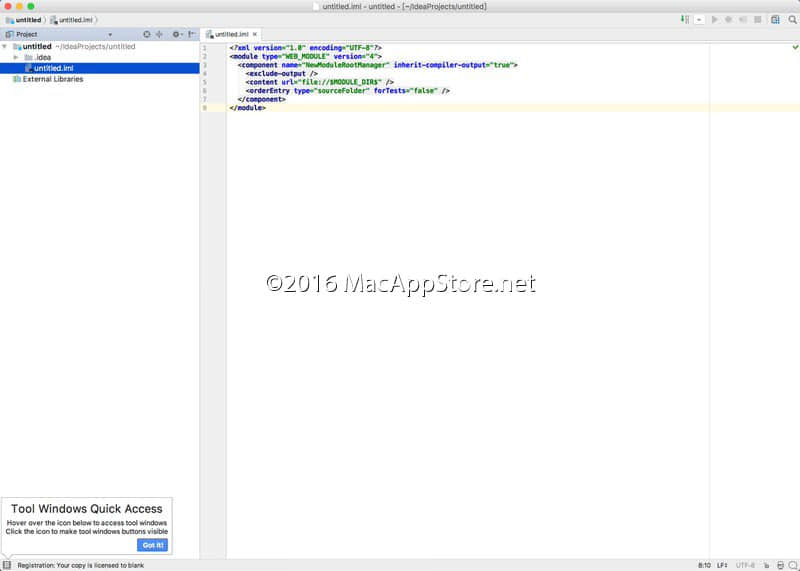 untitled.iml - untitled - [~/IdeaProjects/untitled]
untitled
untitled.iml
Project
untitled ~/IdeaProjects/untitled
.idea
untitled.iml
External Libraries
untitled.iml
1 <?xml version="1.0" encoding="UTF-8"?>
2 <module type="WEB_MODULE" version="4">
3 <component name="NewModuleRootManager" inherit-compiler-output="true">
4 <exclude-output />
5 <content url="file://$MODULE_DIR$" />
6 <orderEntry type="sourceFolder" forTests="false" />
7 </component>
8 </module>
©2016 MacAppStore.net
Tool Windows Quick Access
Hover over the icon below to access tool windows
Click the icon to make tool windows buttons visible
Got it!
Registration: Your copy is licensed to blank
8:10 LF÷ UTF-8